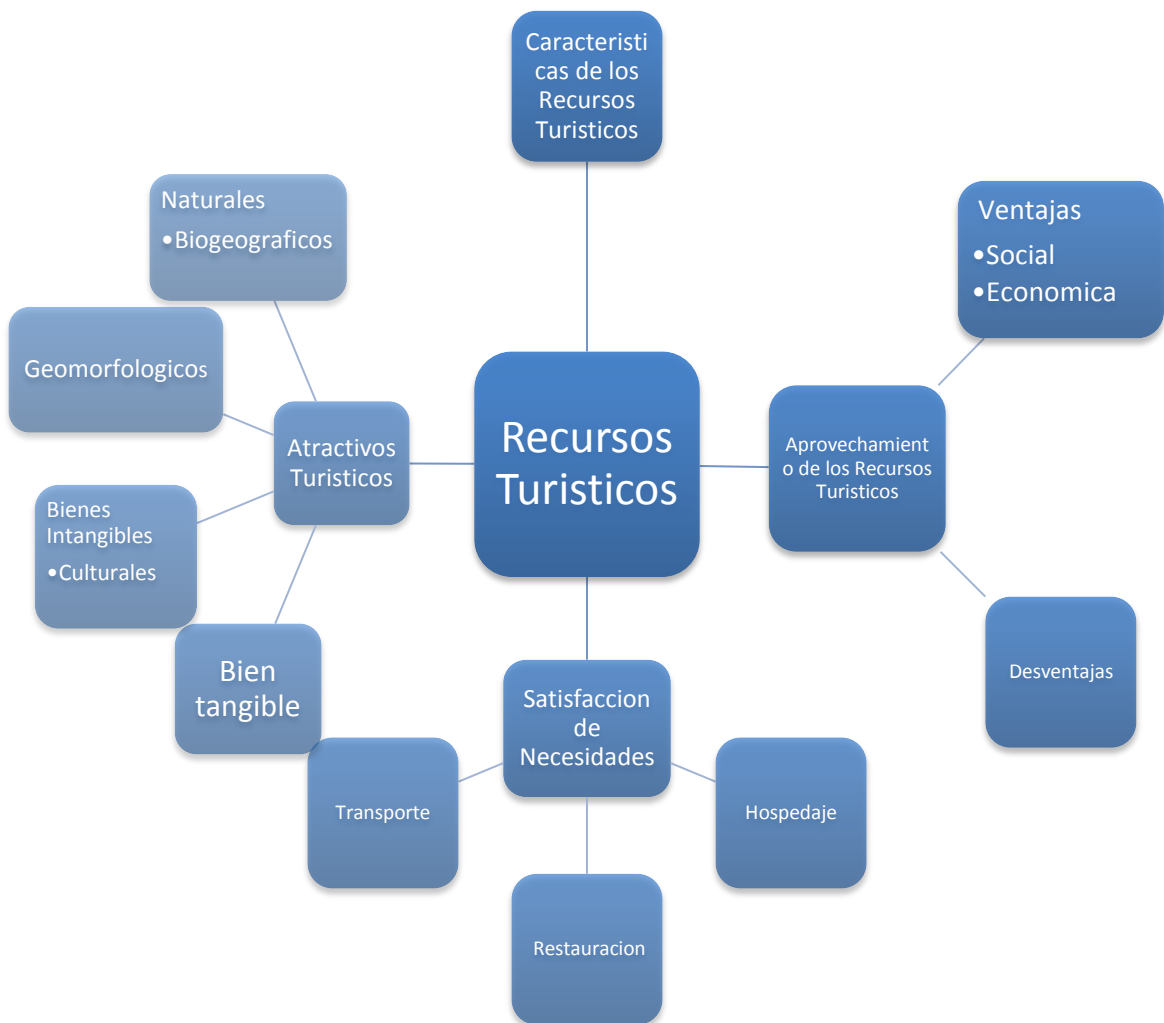 Caracteristi
cas de los
Recursos
Turisticos
Naturales
•Biogeograficos
Ventajas
•Social
•Economica
Geomorfologicos
Atractivos
Turisticos
Recursos
Turisticos
Aprovechamient
o de los Recursos
Turisticos
Bienes
Intangibles
•Culturales
Bien
tangible
Satisfaccion
de
Necesidades
Desventajas
Transporte
Hospedaje
Restauracion